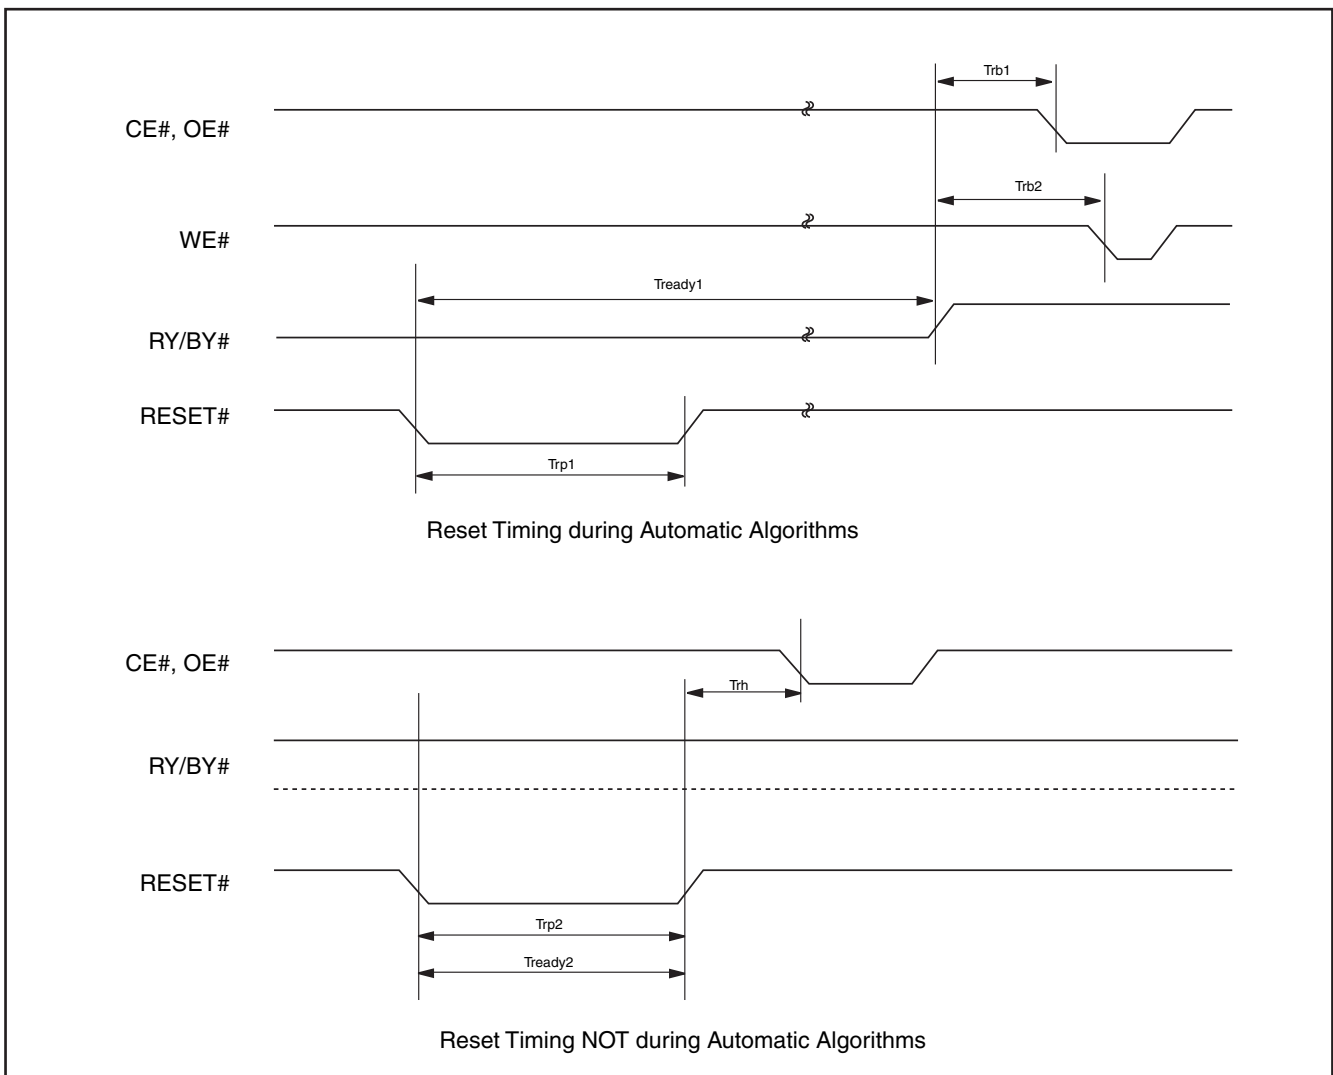 Trb1
CE#, OE#
Trb2
WE#
Tready1
RY/BY#
RESET#
Trp1
Reset Timing during Automatic Algorithms
CE#, OE#
Trh
RY/BY#
RESET#
Trp2
Tready2
Reset Timing NOT during Automatic Algorithms